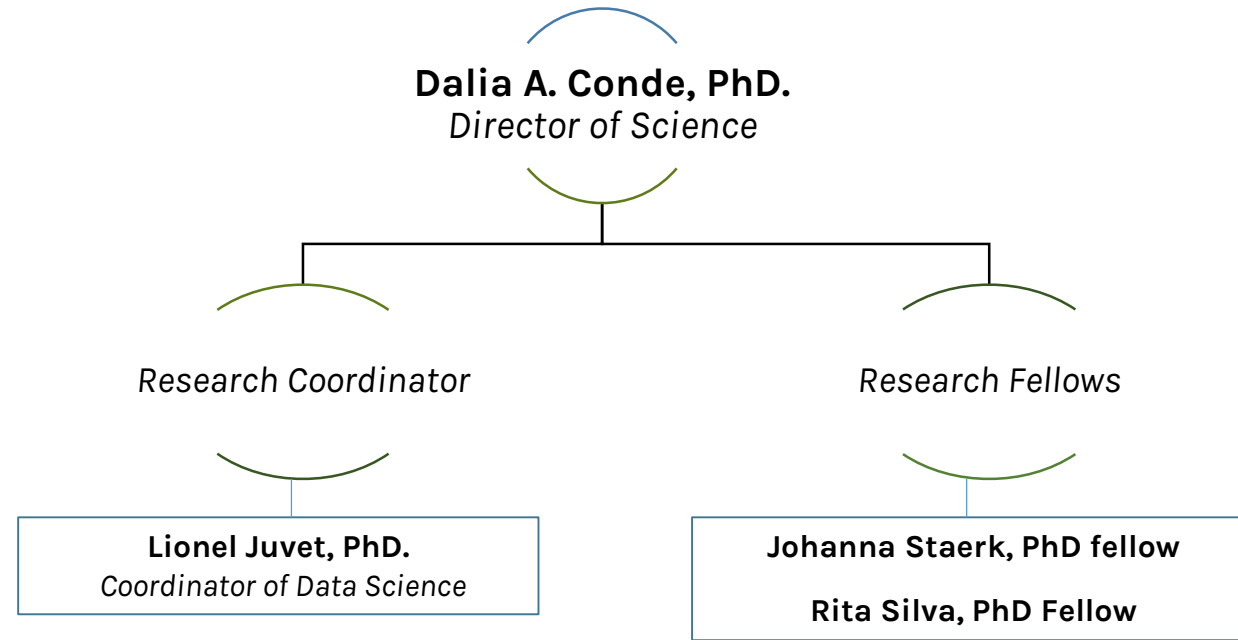 Dalia A. Conde, PhD.
Director of Science
Research Coordinator
Research Fellows
Lionel Juvet, PhD.
Coordinator of Data Science
Johanna Staerk, PhD fellow
Rita Silva, PhD Fellow